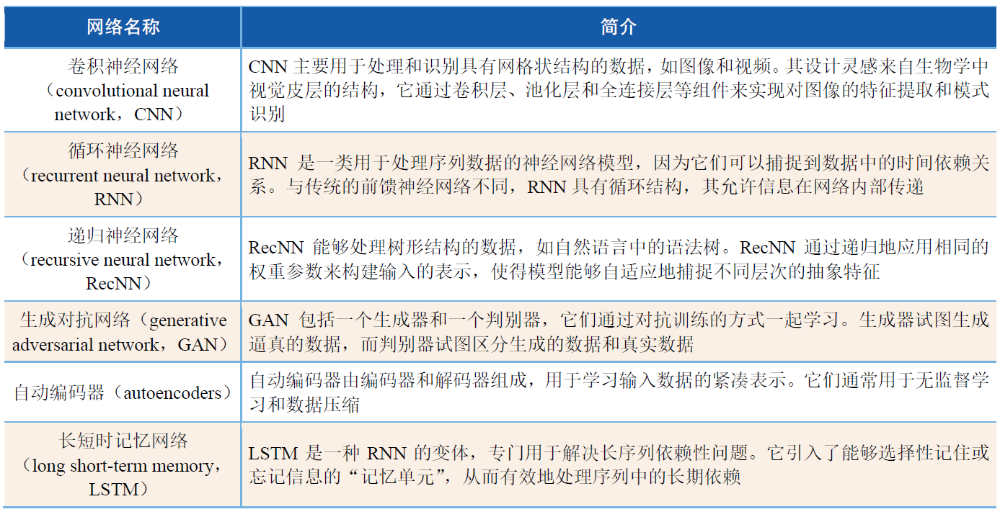 网络名称
简介
卷积神经网络
（convolutional neural
network，CNN）
CNN 主要用于处理和识别具有网格状结构的数据，如图像和视频。其设计灵感来自生物学中
视觉皮层的结构，它通过卷积层、池化层和全连接层等组件来实现对图像的特征提取和模式
识别
循环神经网络
（recurrent neural network，
RNN）
RNN 是一类用于处理序列数据的神经网络模型，因为它们可以捕捉到数据中的时间依赖关
系。与传统的前馈神经网络不同，RNN 具有循环结构，其允许信息在网络内部传递
递归神经网络
（recursive neural network，
RecNN）
RecNN 能够处理树形结构的数据，如自然语言中的语法树。RecNN 通过递归地应用相同的
权重参数来构建输入的表示，使得模型能够自适应地捕捉不同层次的抽象特征
生成对抗网络（generative
adversarial network，GAN）
GAN 包括一个生成器和一个判别器，它们通过对抗训练的方式一起学习。生成器试图生成
逼真的数据，而判别器试图区分生成的数据和真实数据
自动编码器（autoencoders）
自动编码器由编码器和解码器组成，用于学习输入数据的紧凑表示。它们通常用于无监督学
习和数据压缩
长短时记忆网络
（long short-term memory，
LSTM）
LSTM 是一种 RNN 的变体，专门用于解决长序列依赖性问题。它引入了能够选择性记住或
忘记信息的“记忆单元”，从而有效地处理序列中的长期依赖